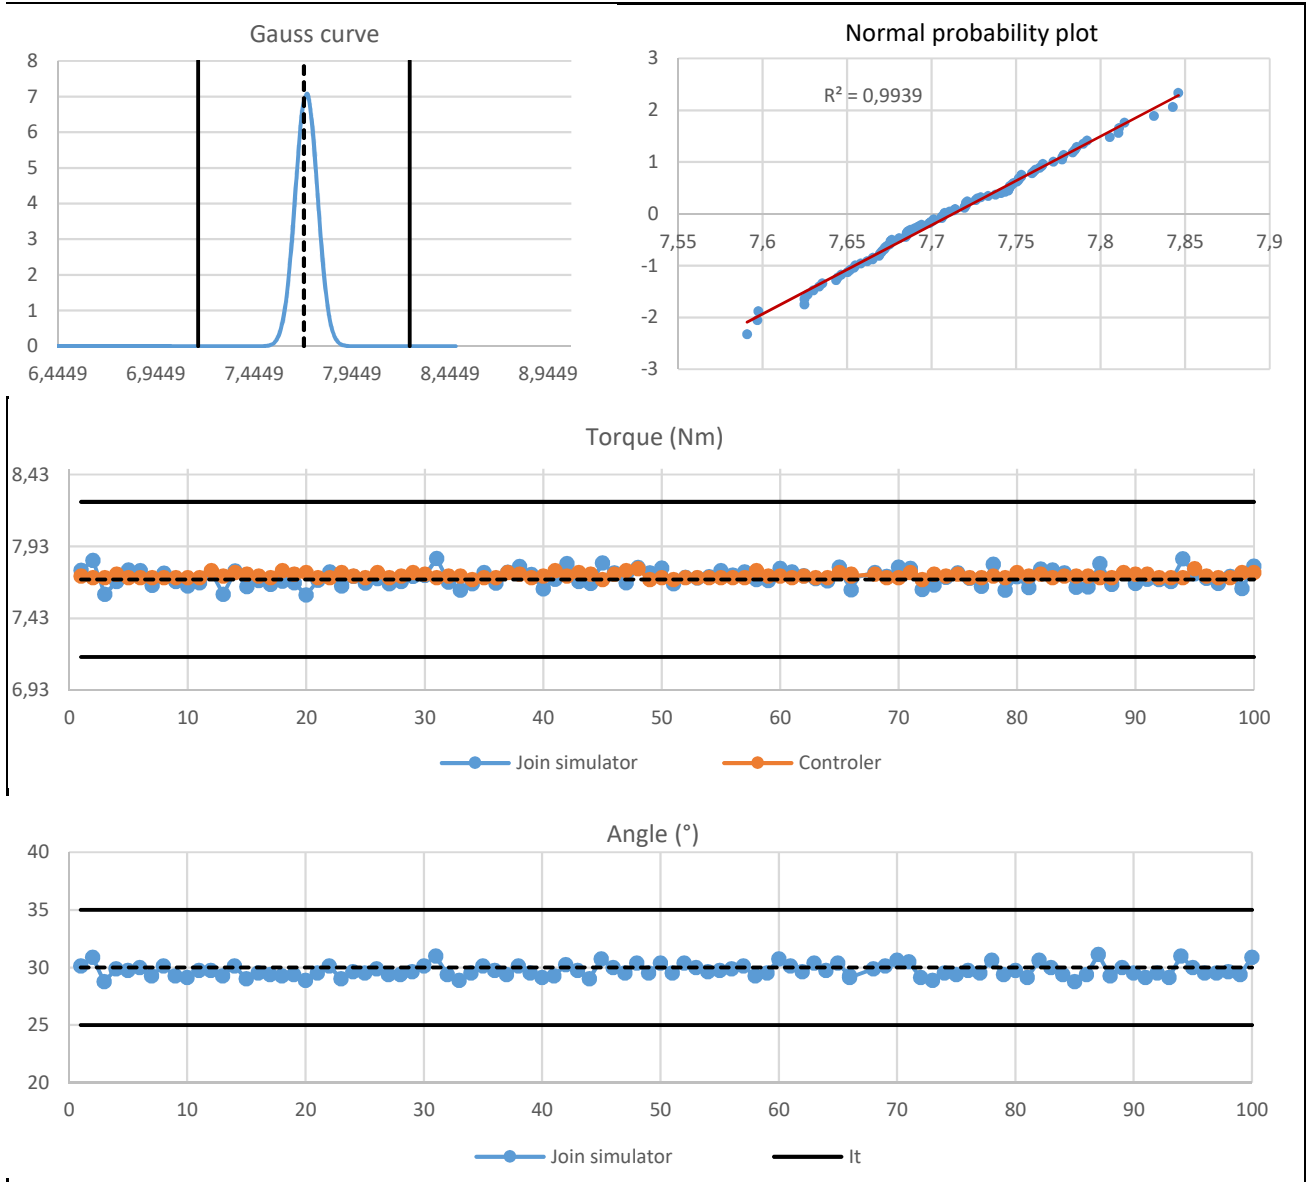 Gauss curve
8
7
6
5
4
3
2
1
0
6,4449 6,9449 7,4449 7,9449 8,4449 8,9449
Normal probability plot
R² = 0,9939
3
2
1
0
-1
-2
-3
7,55 7,6 7,65 7,7 7,75 7,8 7,85 7,9
Torque (Nm)
8,43
7,93
7,43
6,93
0 10 20 30 40 50 60 70 80 90 100
Join simulator Controler
Angle (°)
40
35
30
25
20
0 10 20 30 40 50 60 70 80 90 100
Join simulator It